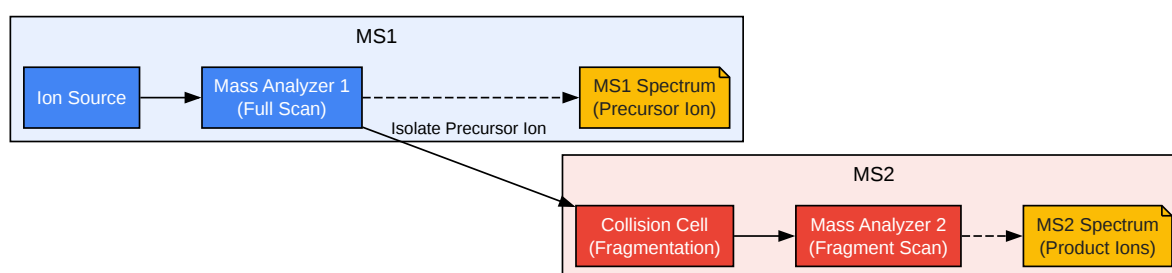 MS1
Ion Source
Mass Analyzer 1
(Full Scan)
MS1 Spectrum
(Precursor Ion)
Isolate Precursor Ion
MS2
Collision Cell
(Fragmentation)
Mass Analyzer 2
(Fragment Scan)
MS2 Spectrum
(Product Ions)